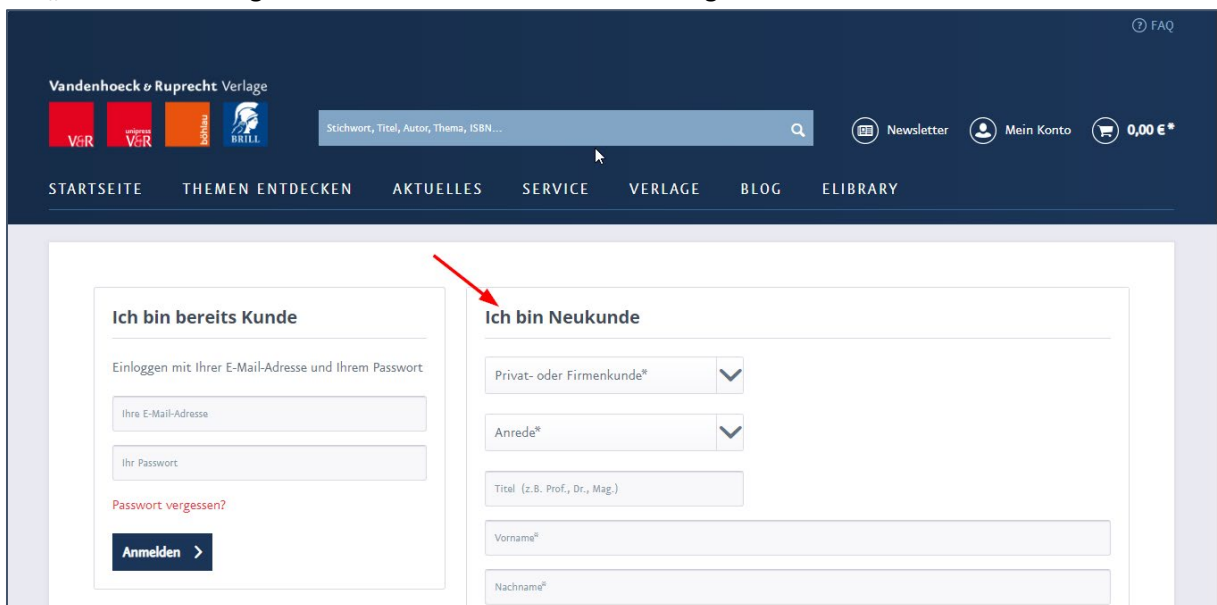 FAQ
Vandenhoeck & Ruprecht Verlage
V&R
unipress
V&R
böhlau
BRILL
Stichwort, Titel, Autor, Thema, ISBN...
Newsletter
Mein Konto
0,00 €*
STARTSEITE THEMEN ENTDECKEN AKTUELLES SERVICE VERLAGE BLOG ELIBRARY
Ich bin bereits Kunde
Einloggen mit Ihrer E-Mail-Adresse und Ihrem Passwort
Ihre E-Mail-Adresse
Ihr Passwort
Passwort vergessen?
Anmelden
Ich bin Neukunde
Privat- oder Firmenkunde*
Anrede*
Titel (z.B. Prof., Dr., Mag.)
Vorname*
Nachname*